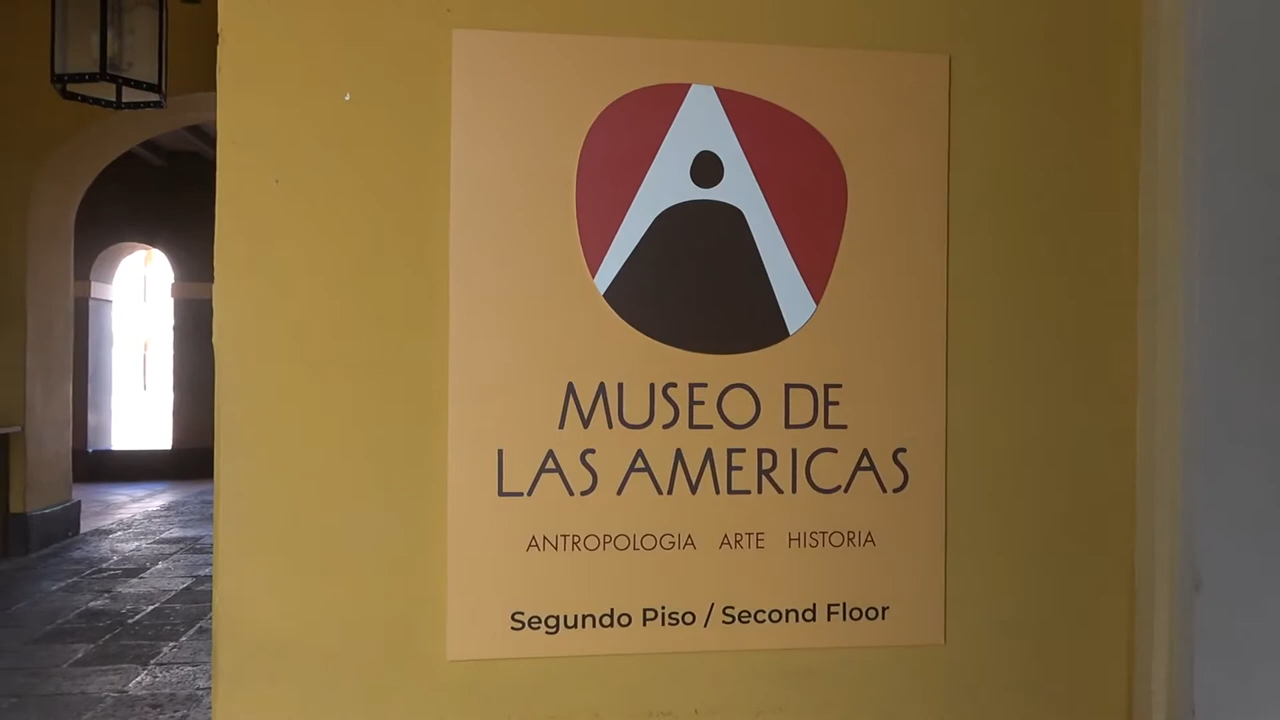 MUSEO DE
LAS AMERICAS
ANTROPOLOGIA ARTE HISTORIA
Segundo Piso / Second Floor